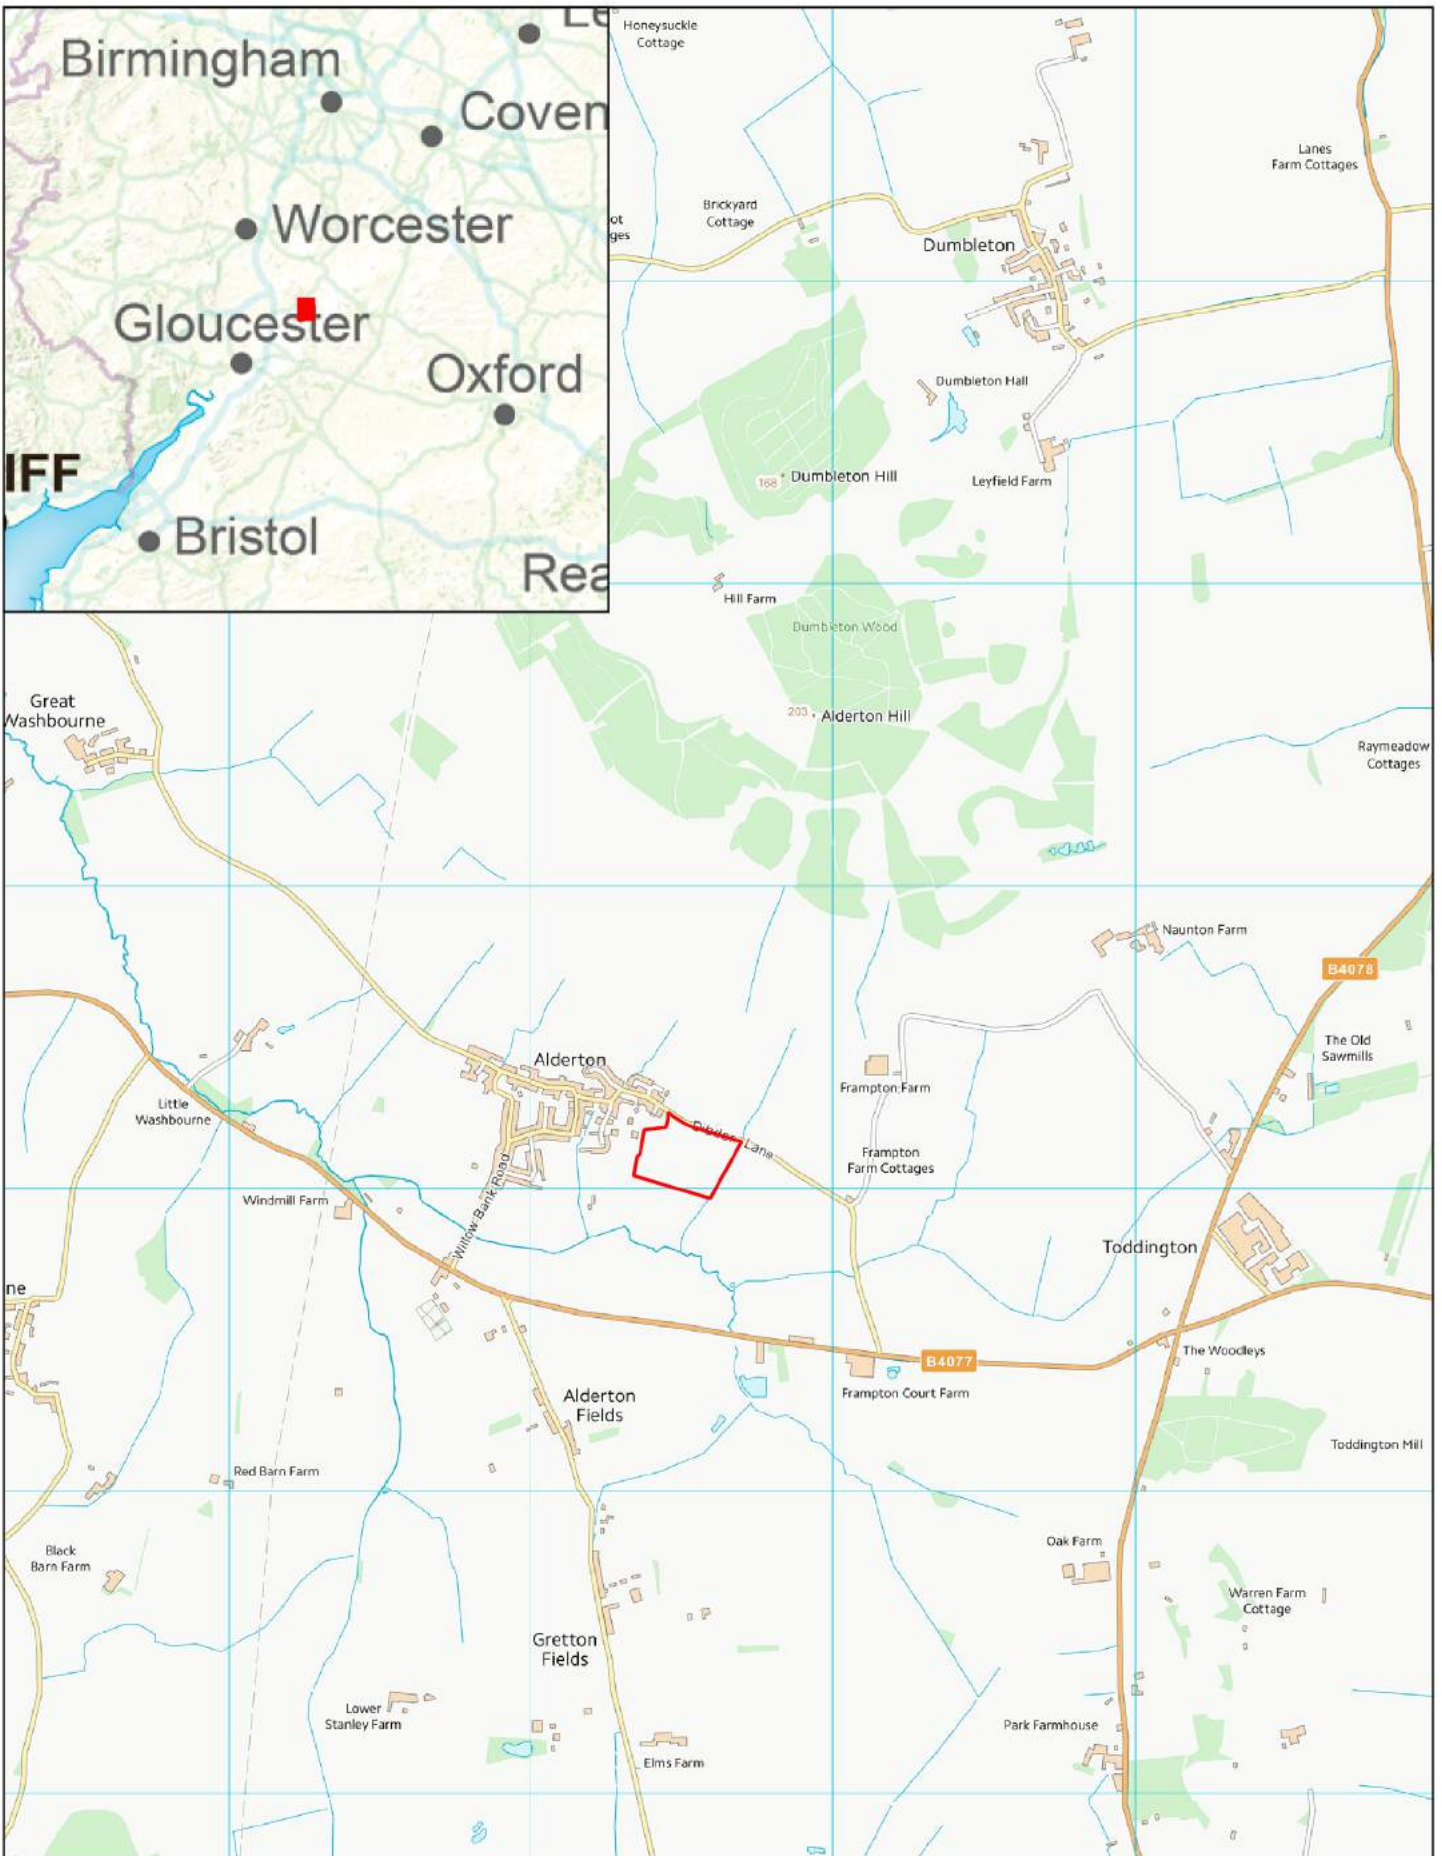 Birmingham
Coven
Worcester
Gloucester
Oxford
IFF
Bristol
Rea
Honeysuckle
Cottage
Lanes
Farm Cottages
Brickyard
Cottage
ot
ges
Dumbleton
Dumbleton Hall
168
Dumbleton Hill
Leyfield Farm
Hill Farm
Dumbleton Wood
203
Alderton Hill
Great
Washbourne
Raymeadow
Cottages
Naunton Farm
B4078
The Old
Sawmills
Alderton
Frampton Farm
Little
Washbourne
Dibden Lane
Frampton
Farm Cottages
Windmill Farm
Willow Bank Road
Toddington
ne
The Woodleys
B4077
Frampton Court Farm
Alderton
Fields
Toddington Mill
Red Barn Farm
Oak Farm
Black
Barn Farm
Warren Farm
Cottage
Gretton
Fields
Lower
Stanley Farm
Park Farmhouse
Elms Farm